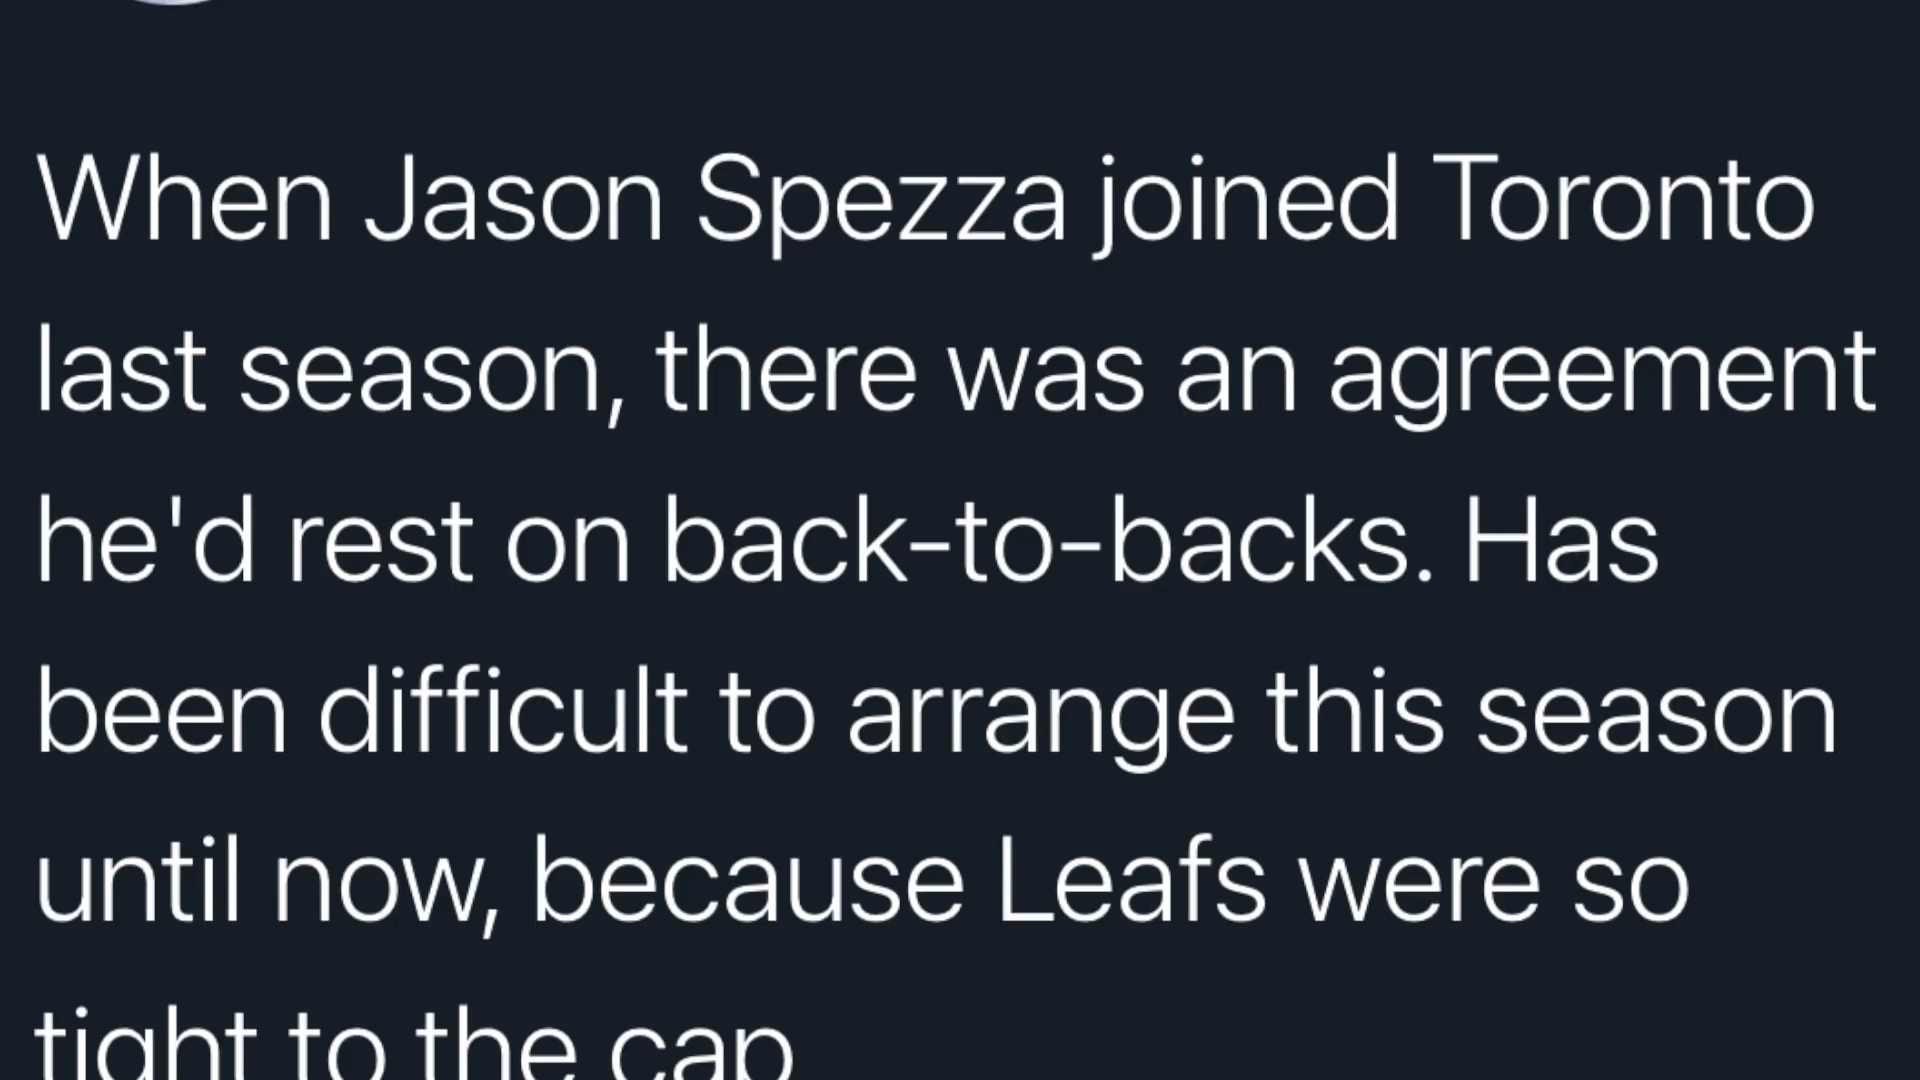 When Jason Spezza joined Toronto
last season, there was an agreement
he'd rest on back-to-backs. Has
been difficult to arrange this season
until now, because Leafs were so
tight to the cap